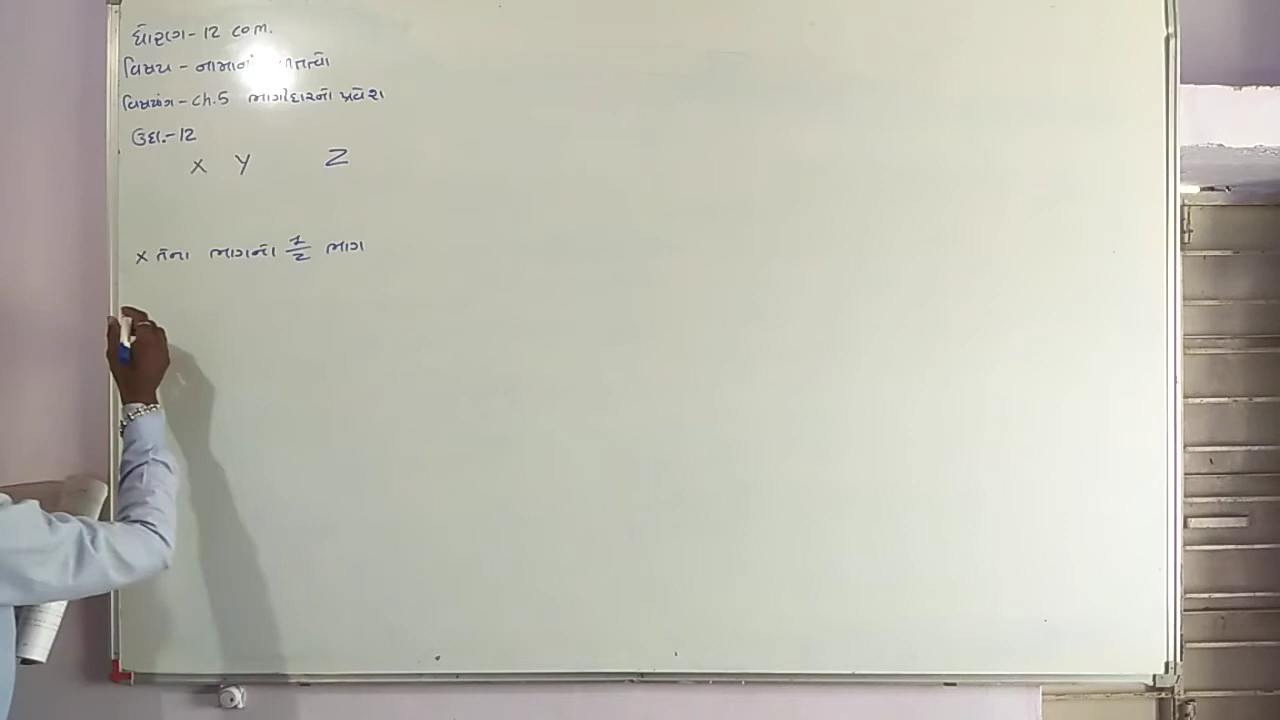 ધોરણ - 12 com.
વિષય - નામાનાં
વિષયાંગ - ch.5 ભાગીદારનો પ્રવેશ
ઉદા. - 12
X Y Z
X તેના ભાગનો 1/2 ભાગ